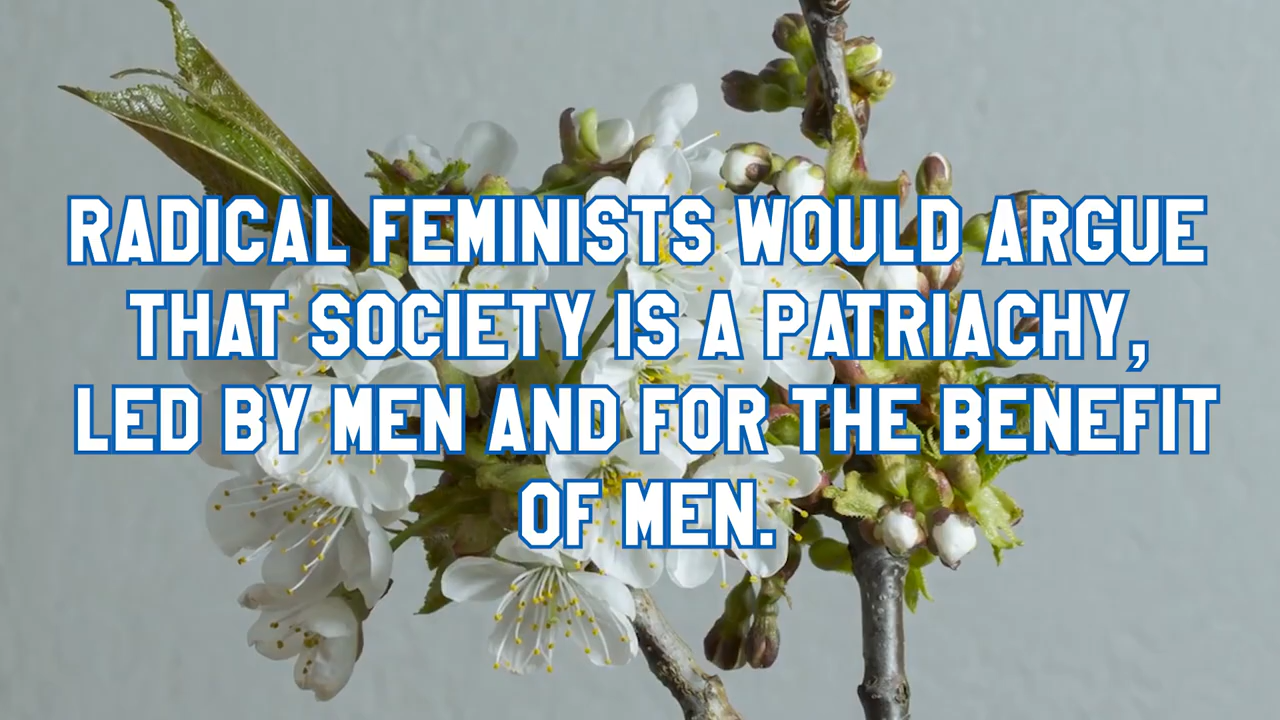 RADICAL FEMINISTS WOULD ARGUE
THAT SOCIETY IS A PATRIACHY,
LED BY MEN AND FOR THE BENEFIT
OF MEN.